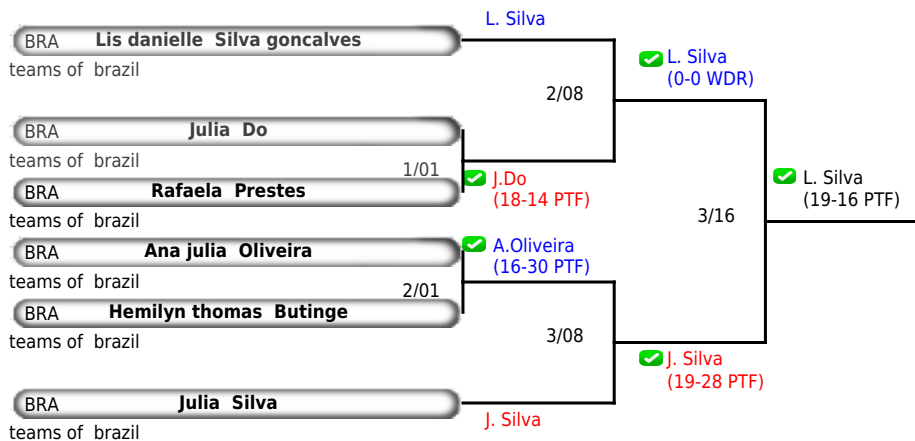 L. Silva
BRA Lis danielle Silva goncalves
teams of brazil
L. Silva
(0-0 WDR)
2/08
BRA Julia Do
teams of brazil
1/01
J.Do
(18-14 PTF)
BRA Rafaela Prestes
teams of brazil
L. Silva
(19-16 PTF)
3/16
BRA Ana julia Oliveira
teams of brazil
A.Oliveira
(16-30 PTF)
2/01
BRA Hemilyn thomas Butinge
teams of brazil
3/08
J. Silva
(19-28 PTF)
BRA Julia Silva
teams of brazil
J. Silva